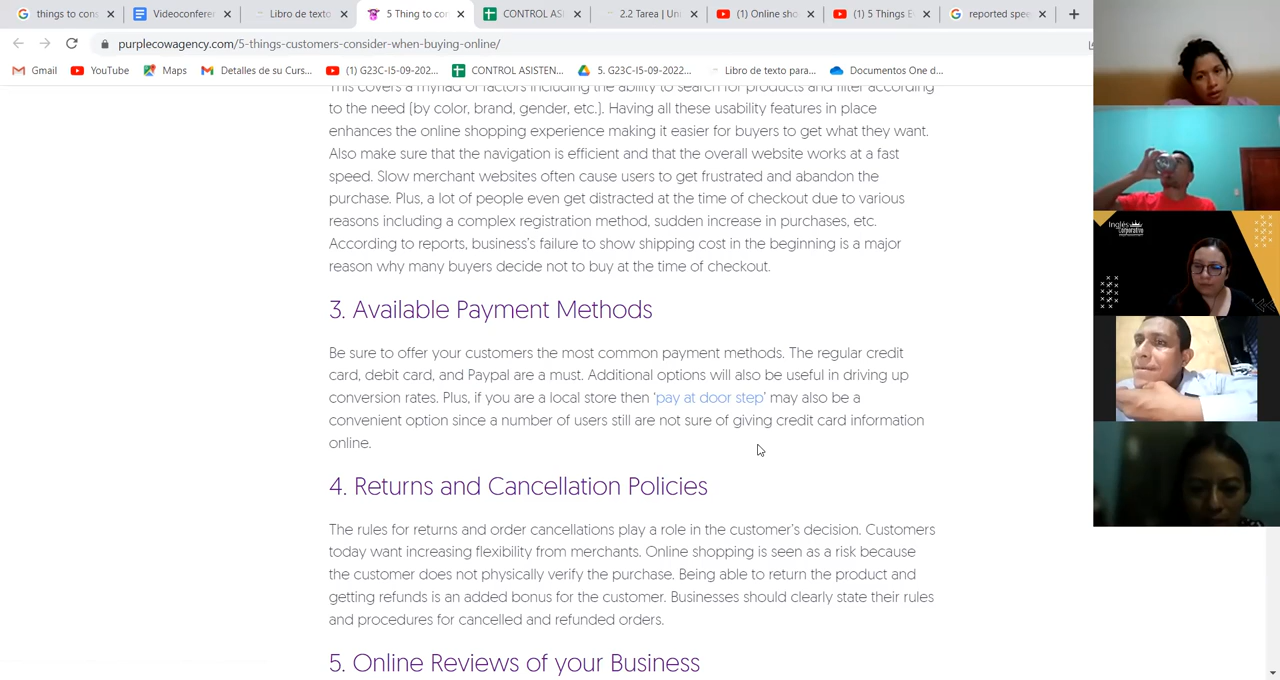 things to cons
Videoconferen
Libro de texto
5 Thing to con
CONTROL ASI
2.2 Tarea | Uni
(1) Online sho
(1) 5 Things E
reported spee
purplecowagency.com/5-things-customers-consider-when-buying-online/
Gmail
YouTube
Maps
Detalles de su Curs...
(1) G23C-I5-09-202...
CONTROL ASISTEN...
5. G23C-I5-09-2022...
Libro de texto para...
Documentos One d...
This covers a myriad of factors including the ability to search for products and filter according
to the need (by color, brand, gender, etc.). Having all these usability features in place
enhances the online shopping experience making it easier for buyers to get what they want.
Also make sure that the navigation is efficient and that the overall website works at a fast
speed. Slow merchant websites often cause users to get frustrated and abandon the
purchase. Plus, a lot of people even get distracted at the time of checkout due to various
reasons including a complex registration method, sudden increase in purchases, etc.
According to reports, business's failure to show shipping cost in the beginning is a major
reason why many buyers decide not to buy at the time of checkout.
3. Available Payment Methods
Be sure to offer your customers the most common payment methods. The regular credit
card, debit card, and Paypal are a must. Additional options will also be useful in driving up
conversion rates. Plus, if you are a local store then 'pay at door step' may also be a
convenient option since a number of users still are not sure of giving credit card information
online.
4. Returns and Cancellation Policies
The rules for returns and order cancellations play a role in the customer's decision. Customers
today want increasing flexibility from merchants. Online shopping is seen as a risk because
the customer does not physically verify the purchase. Being able to return the product and
getting refunds is an added bonus for the customer. Businesses should clearly state their rules
and procedures for cancelled and refunded orders.
5. Online Reviews of your Business
Inglés
Corporativo